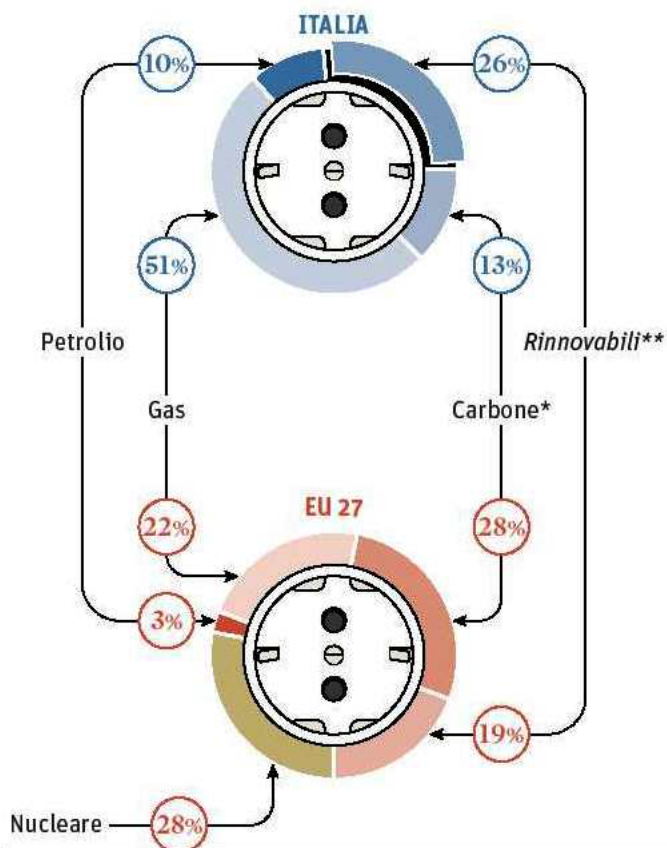 ITALIA
10%
26%
51%
13%
Petrolio
Rinnovabili**
Gas
Carbone*
EU 27
22%
28%
3%
19%
Nucleare
28%